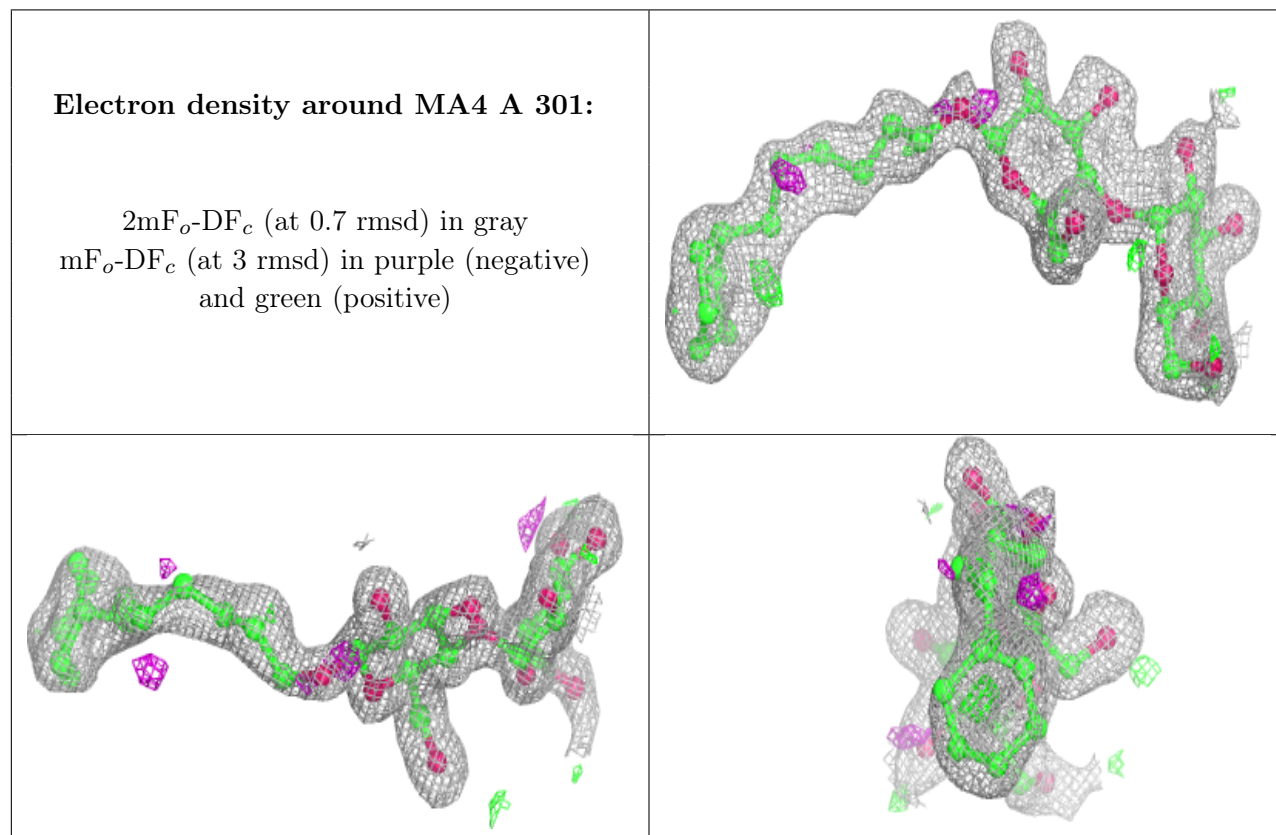 Electron density around MA4 A 301:
2mFo-DFc (at 0.7 rmsd) in gray
mFo-DFc (at 3 rmsd) in purple (negative)
and green (positive)